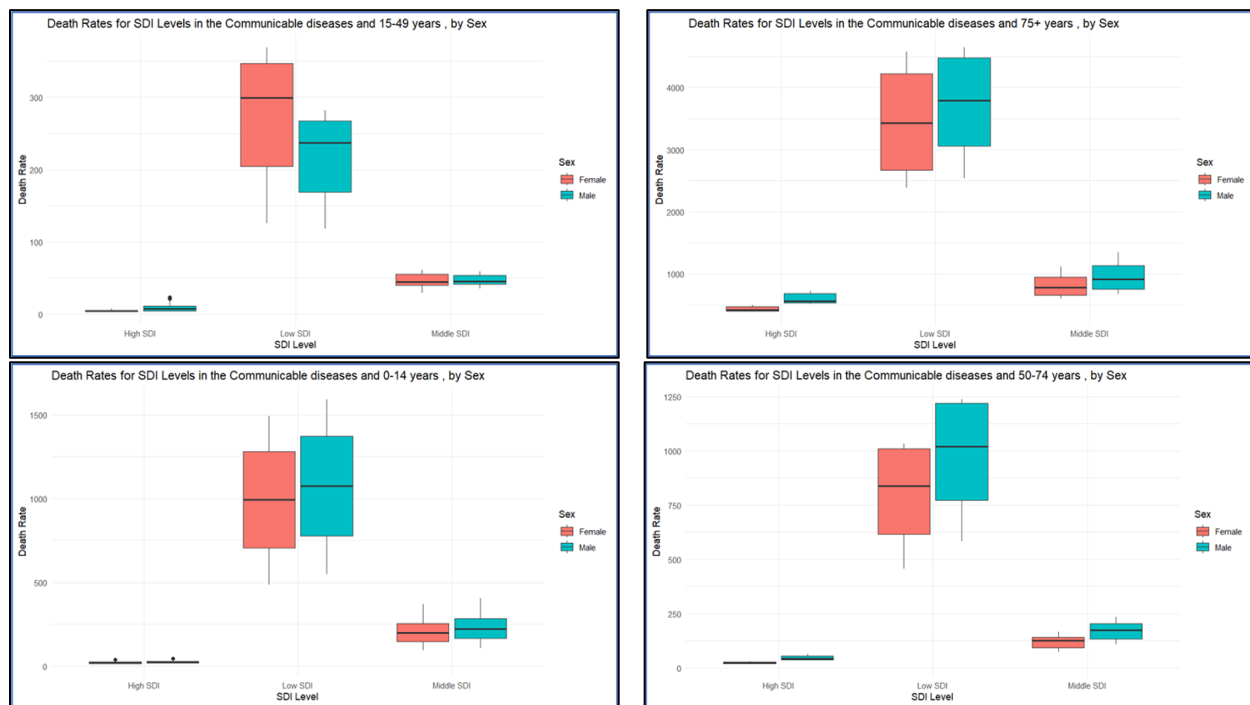 Death Rates for SDI Levels in the Communicable diseases and 15-49 years , by Sex
300
200
100
0
Death Rate
High SDI
Low SDI
Middle SDI
SDI Level
Sex
Female
Male
Death Rates for SDI Levels in the Communicable diseases and 75+ years , by Sex
4000
3000
2000
1000
Death Rate
High SDI
Low SDI
Middle SDI
SDI Level
Sex
Female
Male
Death Rates for SDI Levels in the Communicable diseases and 0-14 years , by Sex
1500
1000
500
0
Death Rate
High SDI
Low SDI
Middle SDI
SDI Level
Sex
Female
Male
Death Rates for SDI Levels in the Communicable diseases and 50-74 years , by Sex
1250
1000
750
500
250
0
Death Rate
High SDI
Low SDI
Middle SDI
SDI Level
Sex
Female
Male